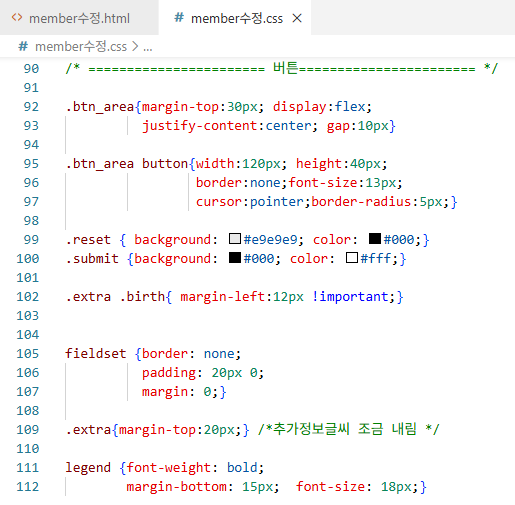 <> member수정.html
# member수정.css ×
# member수정.css > ...
90 /* ======================= 버튼======================= */
91
92 .btn_area{margin-top:30px; display:flex;
93 justify-content:center; gap:10px}
94
95 .btn_area button{width:120px; height:40px;
96 border:none;font-size:13px;
97 cursor:pointer;border-radius:5px;}
98
99 .reset { background: #e9e9e9; color: #000;}
100 .submit {background: #000; color: #fff;}
101
102 .extra .birth{ margin-left:12px !important;}
103
104
105 fieldset {border: none;
106 padding: 20px 0;
107 margin: 0;}
108
109 .extra{margin-top:20px;} /*추가정보글씨 조금 내림 */
110
111 legend {font-weight: bold;
112 margin-bottom: 15px;  font-size: 18px;}